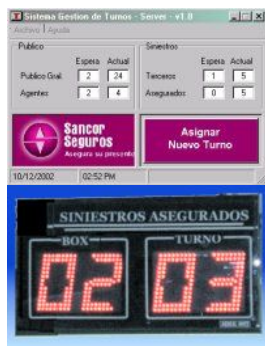 Sistema Gestion de Turnos - Server - v1.0
Archivo Ayuda
Publico
Siniestros
Espera Actual
Espera Actual
Publico Gral. 2 24
Terceros 1 5
Agentes 2 4
Asegurados 0 5
Sancor
Seguros
Asegura su presente
Asignar
Nuevo Turno
10/12/2002 02:52 PM
SINIESTROS ASEGURADOS
BOX TURNO
02 03